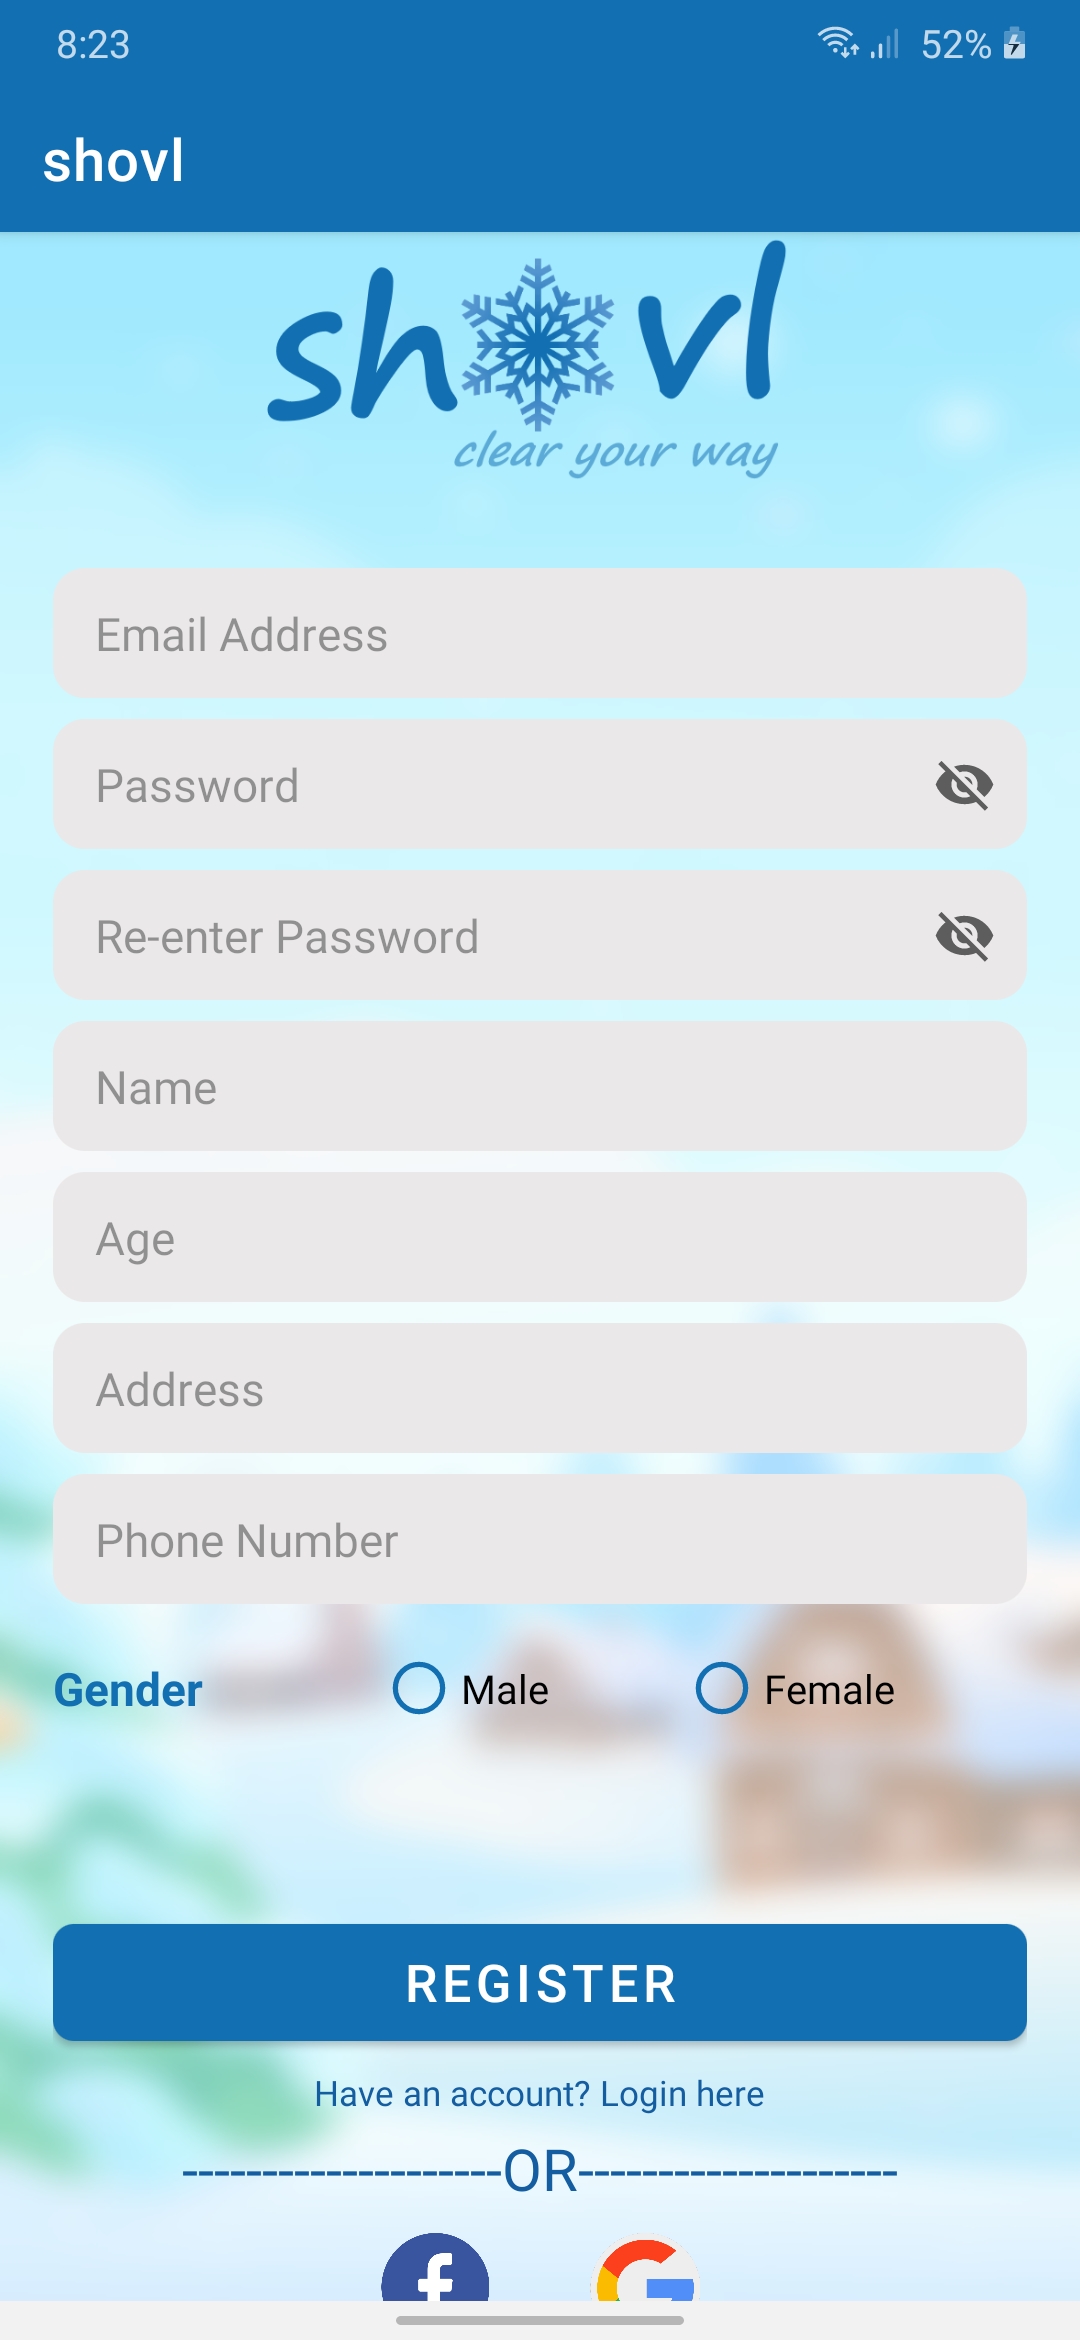 8:23 52%
shovl
sh vl
clear your way
Email Address
Password
Re-enter Password
Name
Age
Address
Phone Number
Gender Male Female
REGISTER
Have an account? Login here
--------------------OR--------------------